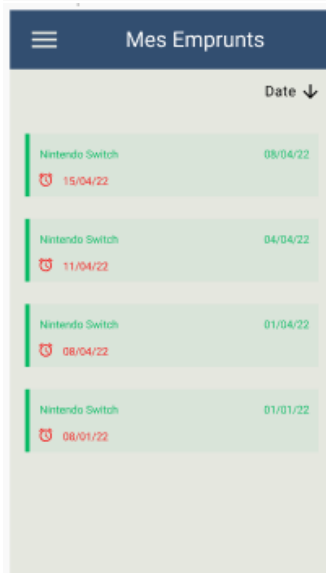 Mes Emprunts
Date
Nintendo Switch 08/04/22
15/04/22
Nintendo Switch 04/04/22
11/04/22
Nintendo Switch 01/04/22
08/04/22
Nintendo Switch 01/01/22
08/01/22